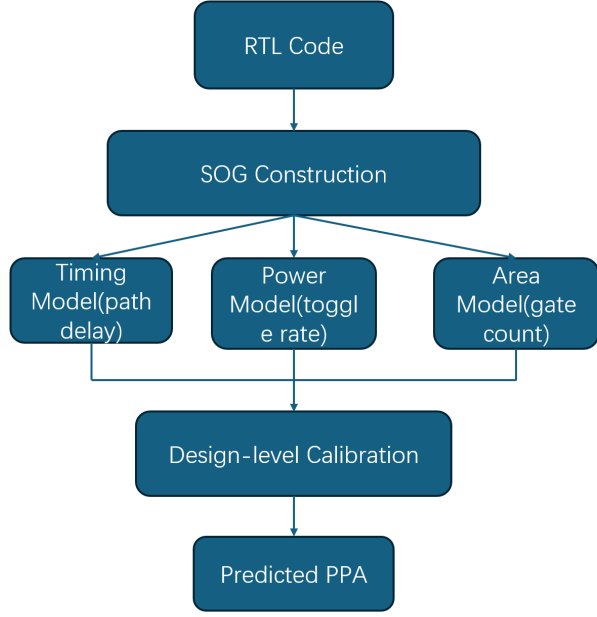 RTL Code
SOG Construction
Timing
Model(path
delay)
Power
Model(toggl
e rate)
Area
Model(gate
count)
Design-level Calibration
Predicted PPA